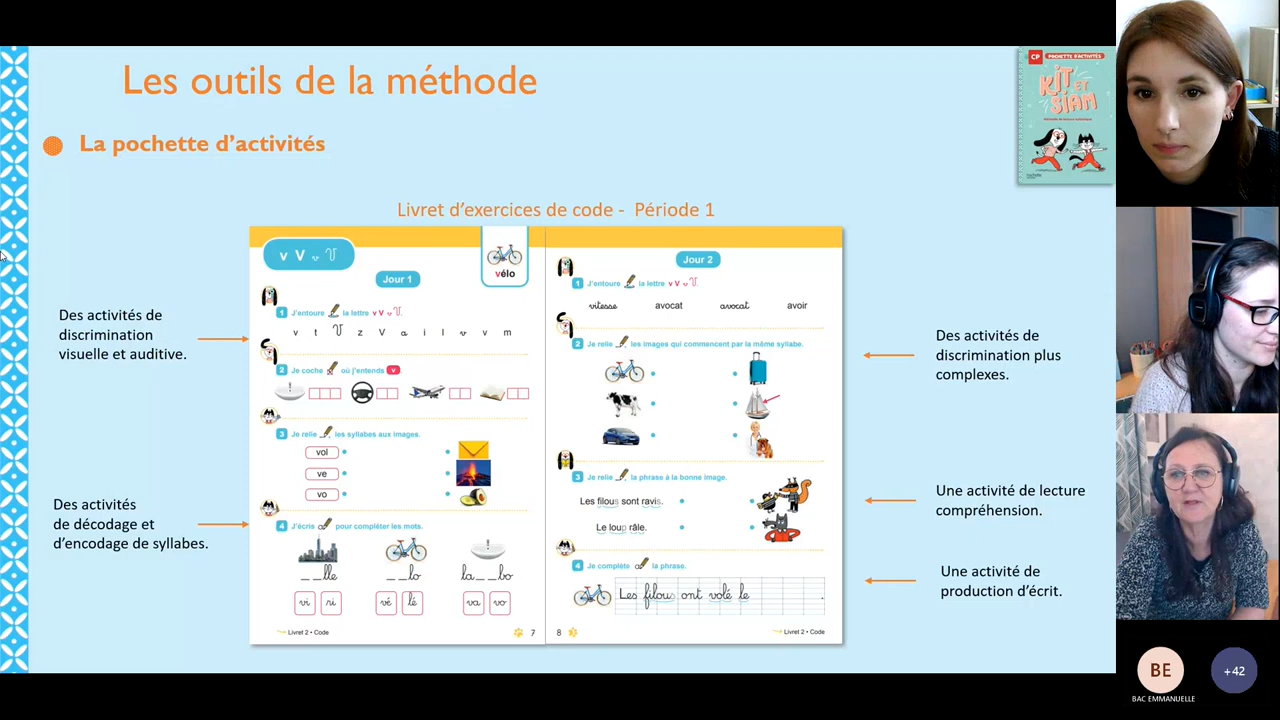 Les outils de la méthode
La pochette d'activités
CP POCHETTE D'ACTIVITÉS
KIT ET
SIAM
hachette
Livret d'exercices de code - Période 1
v V v V
vélo
Jour 1
1 J'entoure la lettre v V v V.
v t V z V a i l v v m
2 Je coche où j'entends v
3 Je relie les syllabes aux images.
vol
ve
vo
4 J'écris pour compléter les mots.
_ _lle _ _lo la_ _bo
vi ri vé lé va vo
Livret 2 • Code 7
Jour 2
1 J'entoure la lettre v V v V.
vitesse avocat avocat avoir
2 Je relie les images qui commencent par la même syllabe.
3 Je relie la phrase à la bonne image.
Les filous sont ravis.
Le loup râle.
4 Je complète la phrase.
Les filous ont volé le .
8 Livret 2 • Code
Des activités de
discrimination
visuelle et auditive.
Des activités
de décodage et
d'encodage de syllabes.
Des activités de
discrimination plus
complexes.
Une activité de lecture
compréhension.
Une activité de
production d'écrit.
BE
BAC EMMANUELLE
+42